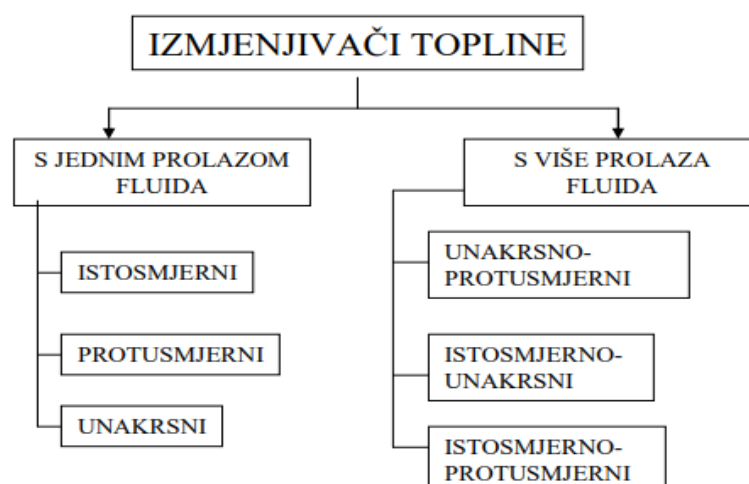 IZMJENJIVAČI TOPLINE
S JEDNIM PROLAZOM
FLUIDA
ISTOSMJERNI
PROTUSMJERNI
UNAKRSNI
S VIŠE PROLAZA
FLUIDA
UNAKRSNO-
PROTUSMJERNI
ISTOSMJERNO-
UNAKRSNI
ISTOSMJERNO-
PROTUSMJERNI